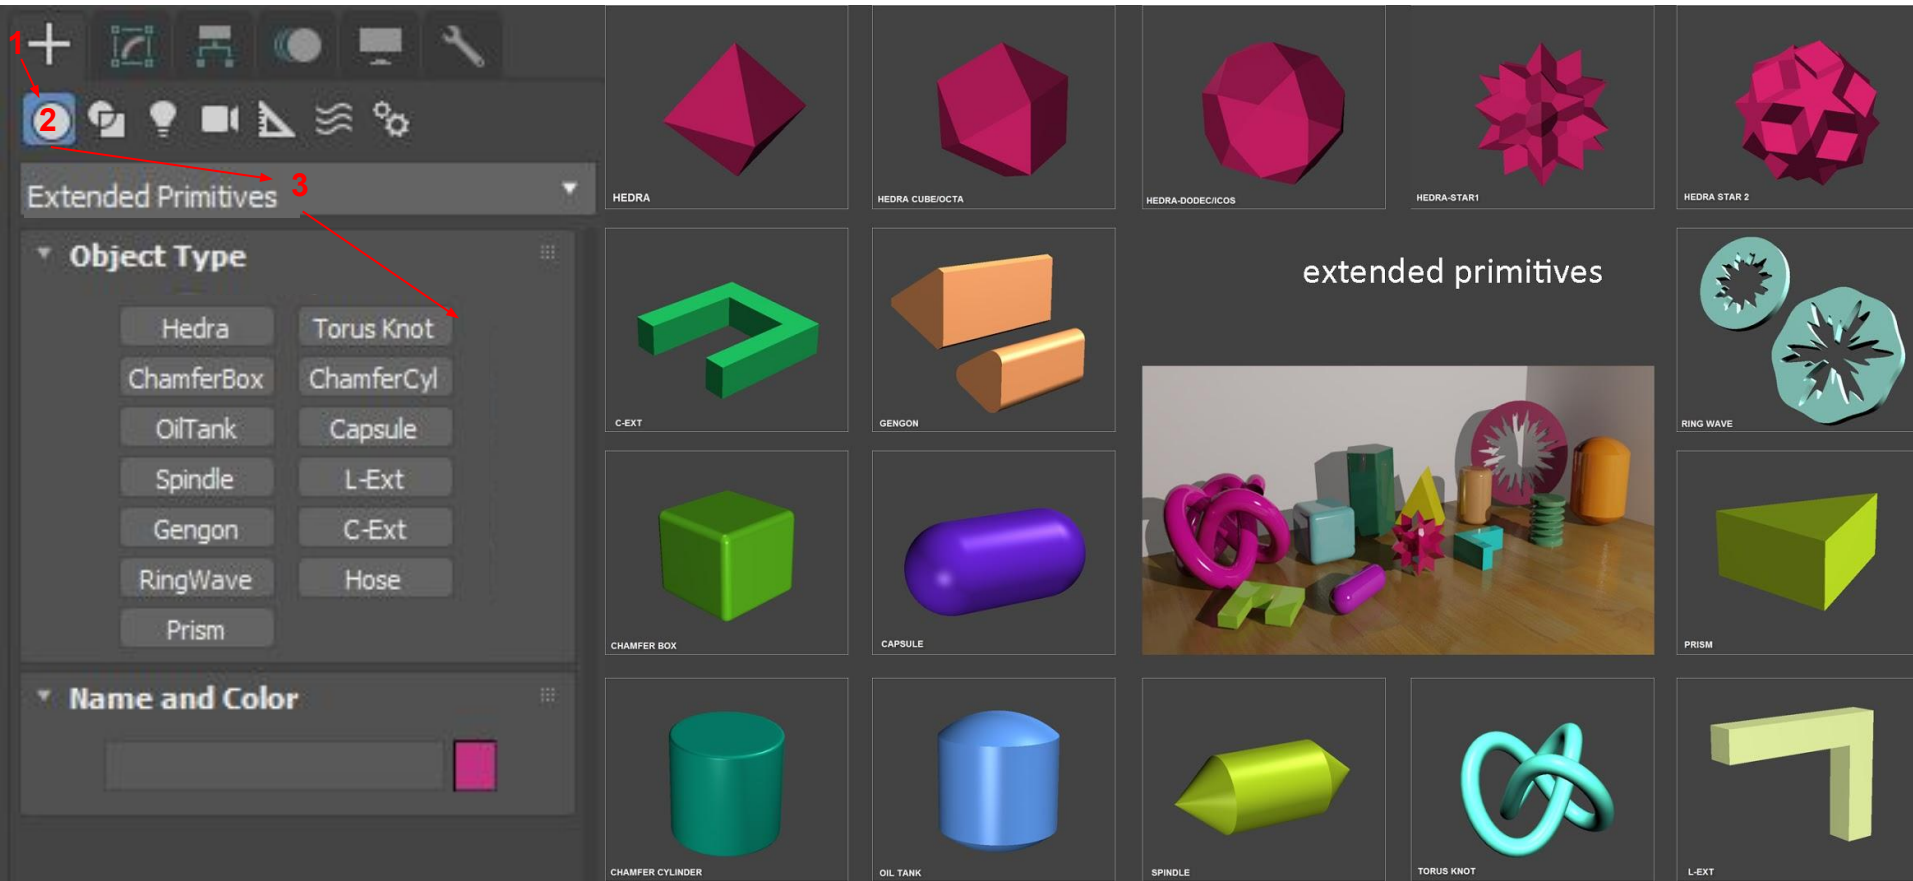 1
2
3
Extended Primitives
Object Type
Hedra
Torus Knot
ChamferBox
ChamferCyl
OilTank
Capsule
Spindle
L-Ext
Gengon
C-Ext
RingWave
Hose
Prism
Name and Color
HEDRA
HEDRA CUBE/OCTA
HEDRA-DODEC/ICOS
HEDRA-STAR1
HEDRA STAR 2
C-EXT
GENGON
extended primitives
RING WAVE
CHAMFER BOX
CAPSULE
PRISM
CHAMFER CYLINDER
OIL TANK
SPINDLE
TORUS KNOT
L-EXT